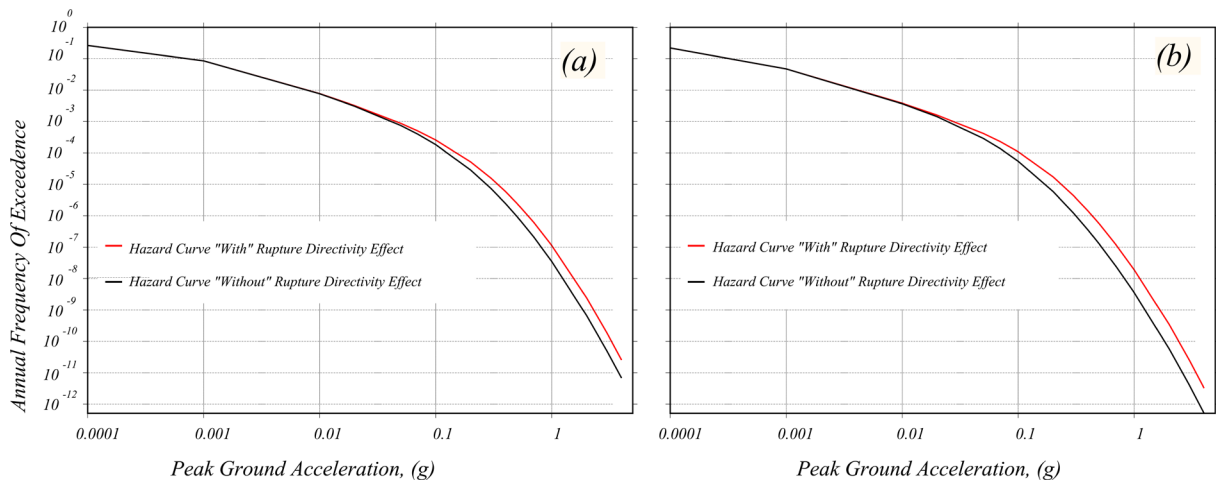 Annual Frequency Of Exceedence
10^0
10^-1
10^-2
10^-3
10^-4
10^-5
10^-6
10^-7
10^-8
10^-9
10^-10
10^-11
10^-12
(a)
Hazard Curve "With" Rupture Directivity Effect
Hazard Curve "Without" Rupture Directivity Effect
0.0001 0.001 0.01 0.1 1
Peak Ground Acceleration, (g)
(b)
Hazard Curve "With" Rupture Directivity Effect
Hazard Curve "Without" Rupture Directivity Effect
0.0001 0.001 0.01 0.1 1
Peak Ground Acceleration, (g)